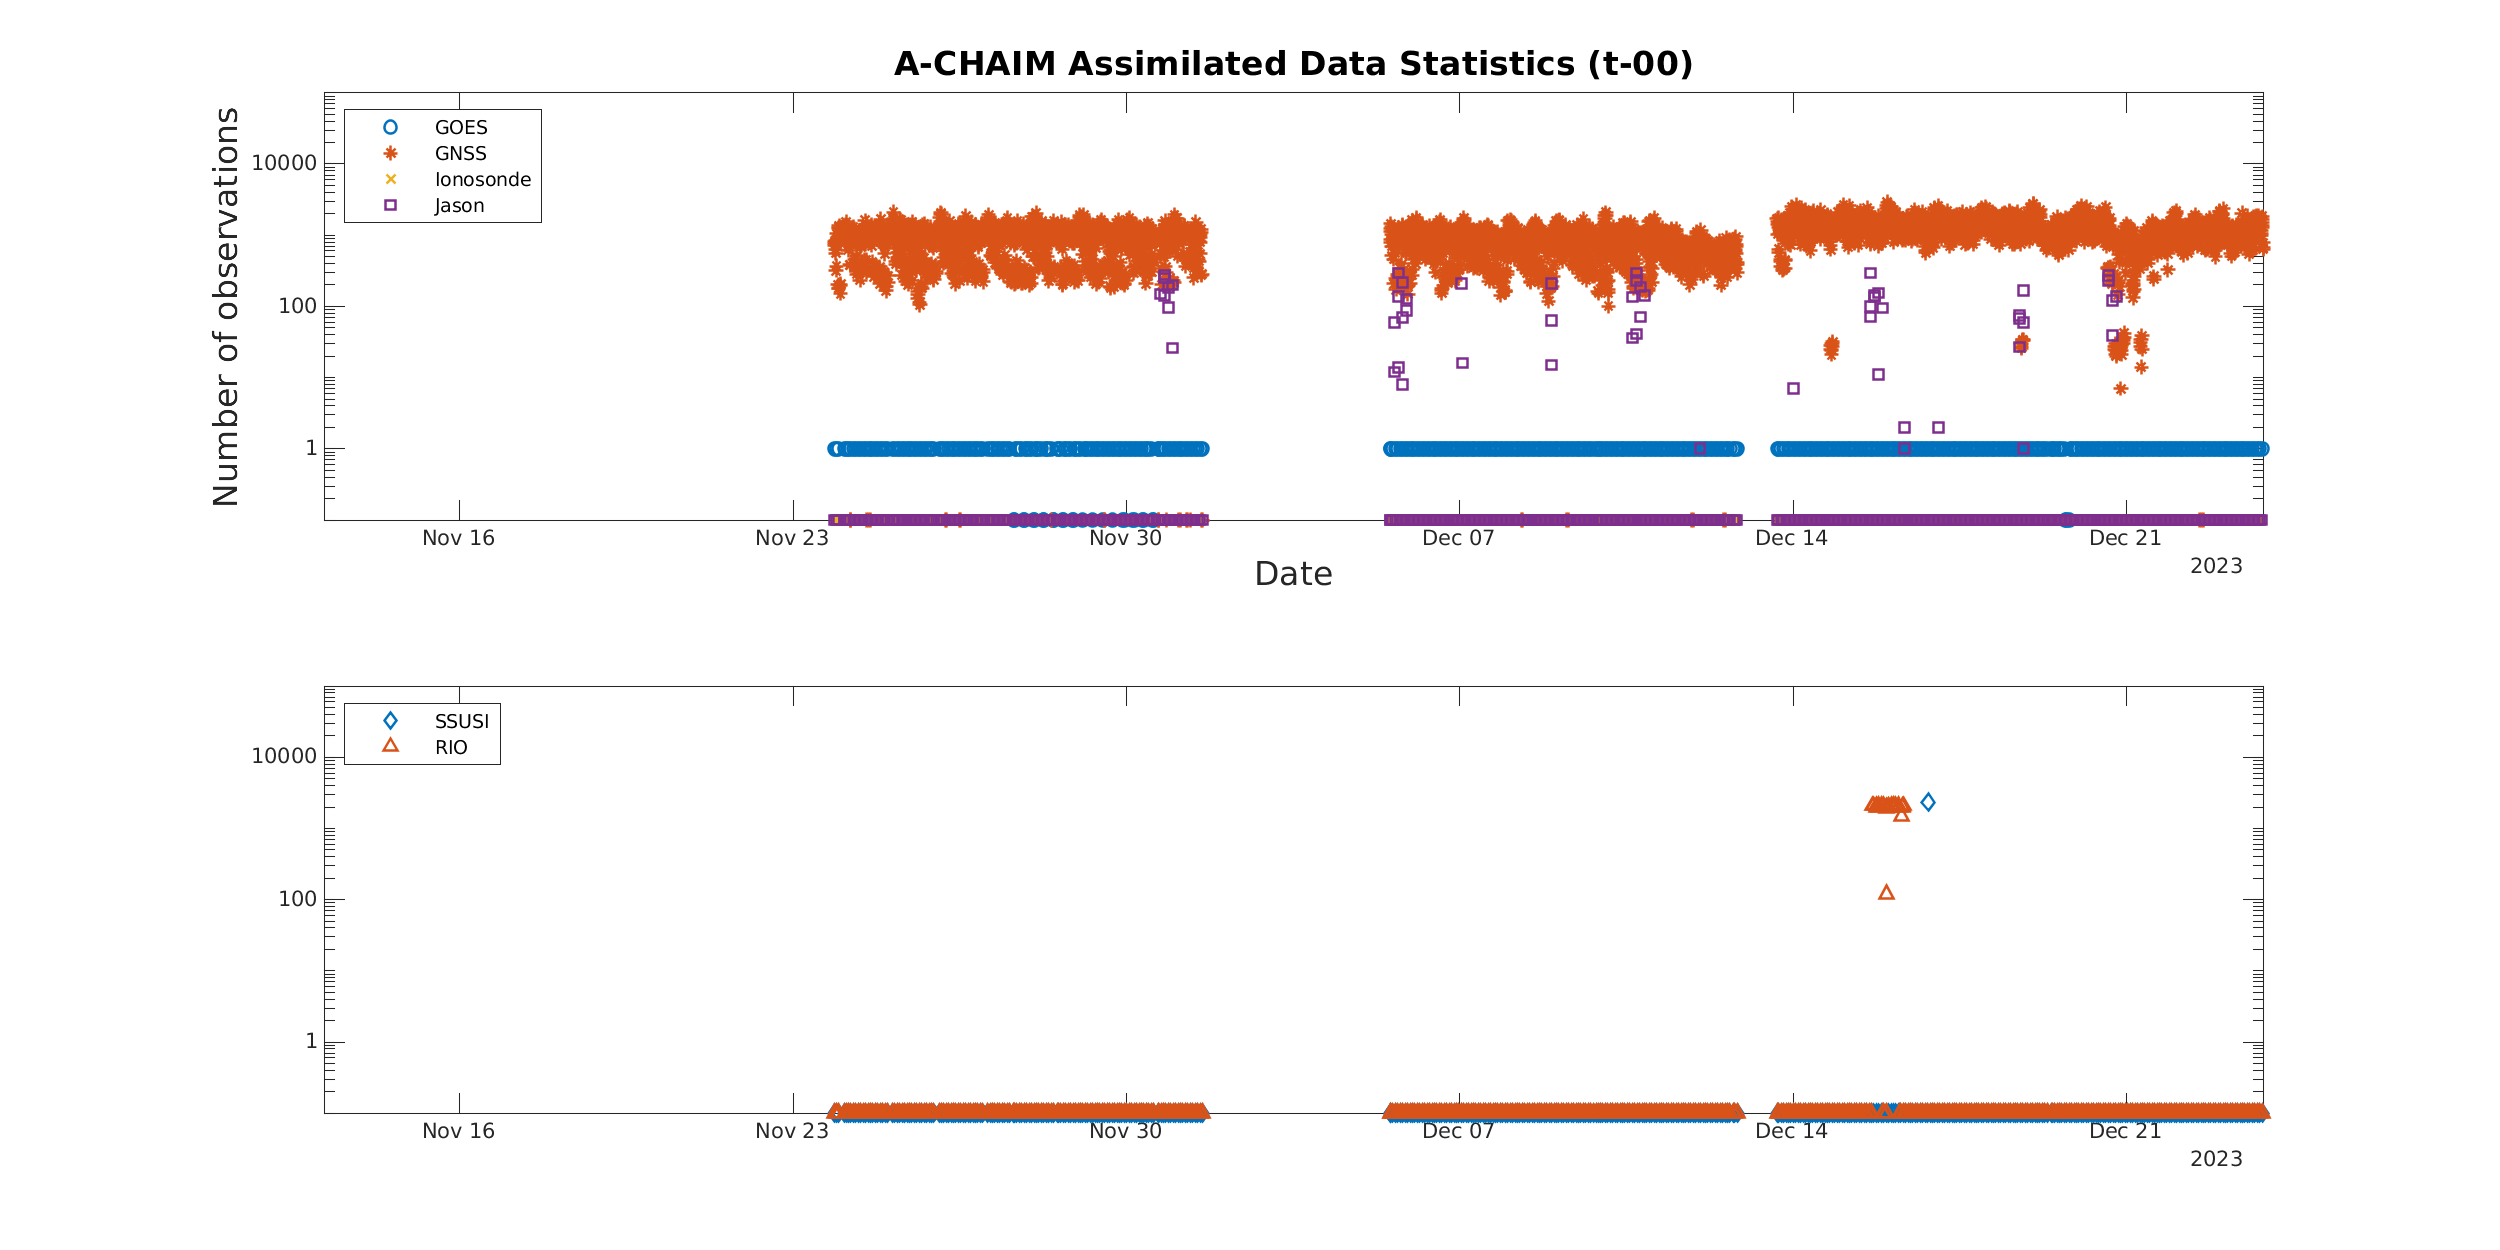 A-CHAIM Assimilated Data Statistics (t-00)
Number of observations
GOES
GNSS
Ionosonde
Jason
10000
100
1
Nov 16 Nov 23 Nov 30 Dec 07 Dec 14 Dec 21
2023
Date
SSUSI
RIO
10000
100
1
Nov 16 Nov 23 Nov 30 Dec 07 Dec 14 Dec 21
2023